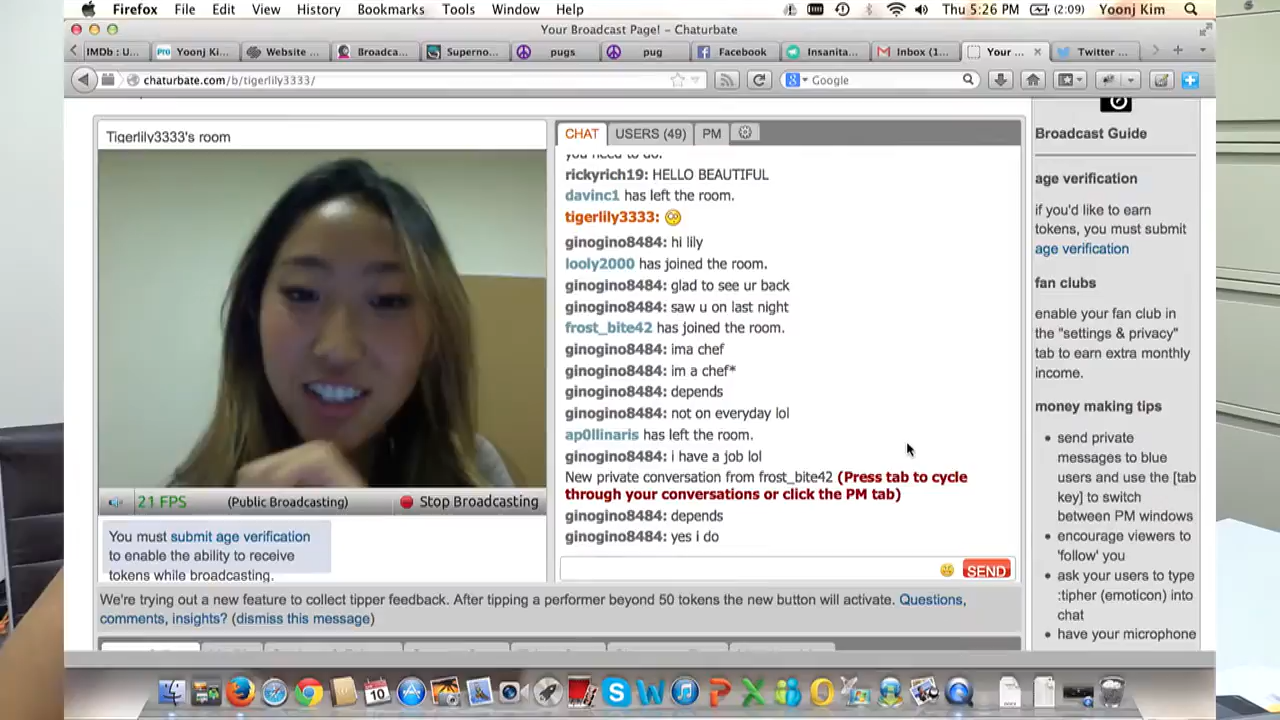 Firefox File Edit View History Bookmarks Tools Window Help Thu 5:26 PM (2:09) Yoonj Kim
Your Broadcast Page! - Chaturbate
IMDb : U... Yoonj Ki... Website ... Broadca... Superno... pugs pug Facebook Insanita... Inbox (1... Your ... Twitter ...
chaturbate.com/b/tigerlily3333/ Google
Tigerlily3333's room
21 FPS (Public Broadcasting) Stop Broadcasting
You must submit age verification
to enable the ability to receive
tokens while broadcasting.
CHAT USERS (49) PM
you need to do.
rickyrich19: HELLO BEAUTIFUL
davinc1 has left the room.
tigerlily3333:
ginogino8484: hi lily
looly2000 has joined the room.
ginogino8484: glad to see ur back
ginogino8484: saw u on last night
frost_bite42 has joined the room.
ginogino8484: ima chef
ginogino8484: im a chef*
ginogino8484: depends
ginogino8484: not on everyday lol
ap0llinaris has left the room.
ginogino8484: i have a job lol
New private conversation from frost_bite42 (Press tab to cycle
through your conversations or click the PM tab)
ginogino8484: depends
ginogino8484: yes i do
SEND
Broadcast Guide
age verification
if you'd like to earn
tokens, you must submit
age verification
fan clubs
enable your fan club in
the "settings & privacy"
tab to earn extra monthly
income.
money making tips
send private
messages to blue
users and use the [tab
key] to switch
between PM windows
encourage viewers to
'follow' you
ask your users to type
:tipher (emoticon) into
chat
have your microphone
We're trying out a new feature to collect tipper feedback. After tipping a performer beyond 50 tokens the new button will activate. Questions,
comments, insights? (dismiss this message)